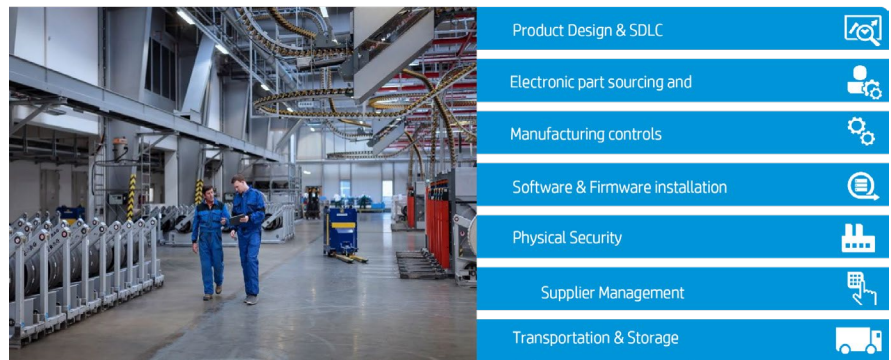 Product Design & SDLC
Electronic part sourcing and
Manufacturing controls
Software & Firmware installation
Physical Security
Supplier Management
Transportation & Storage